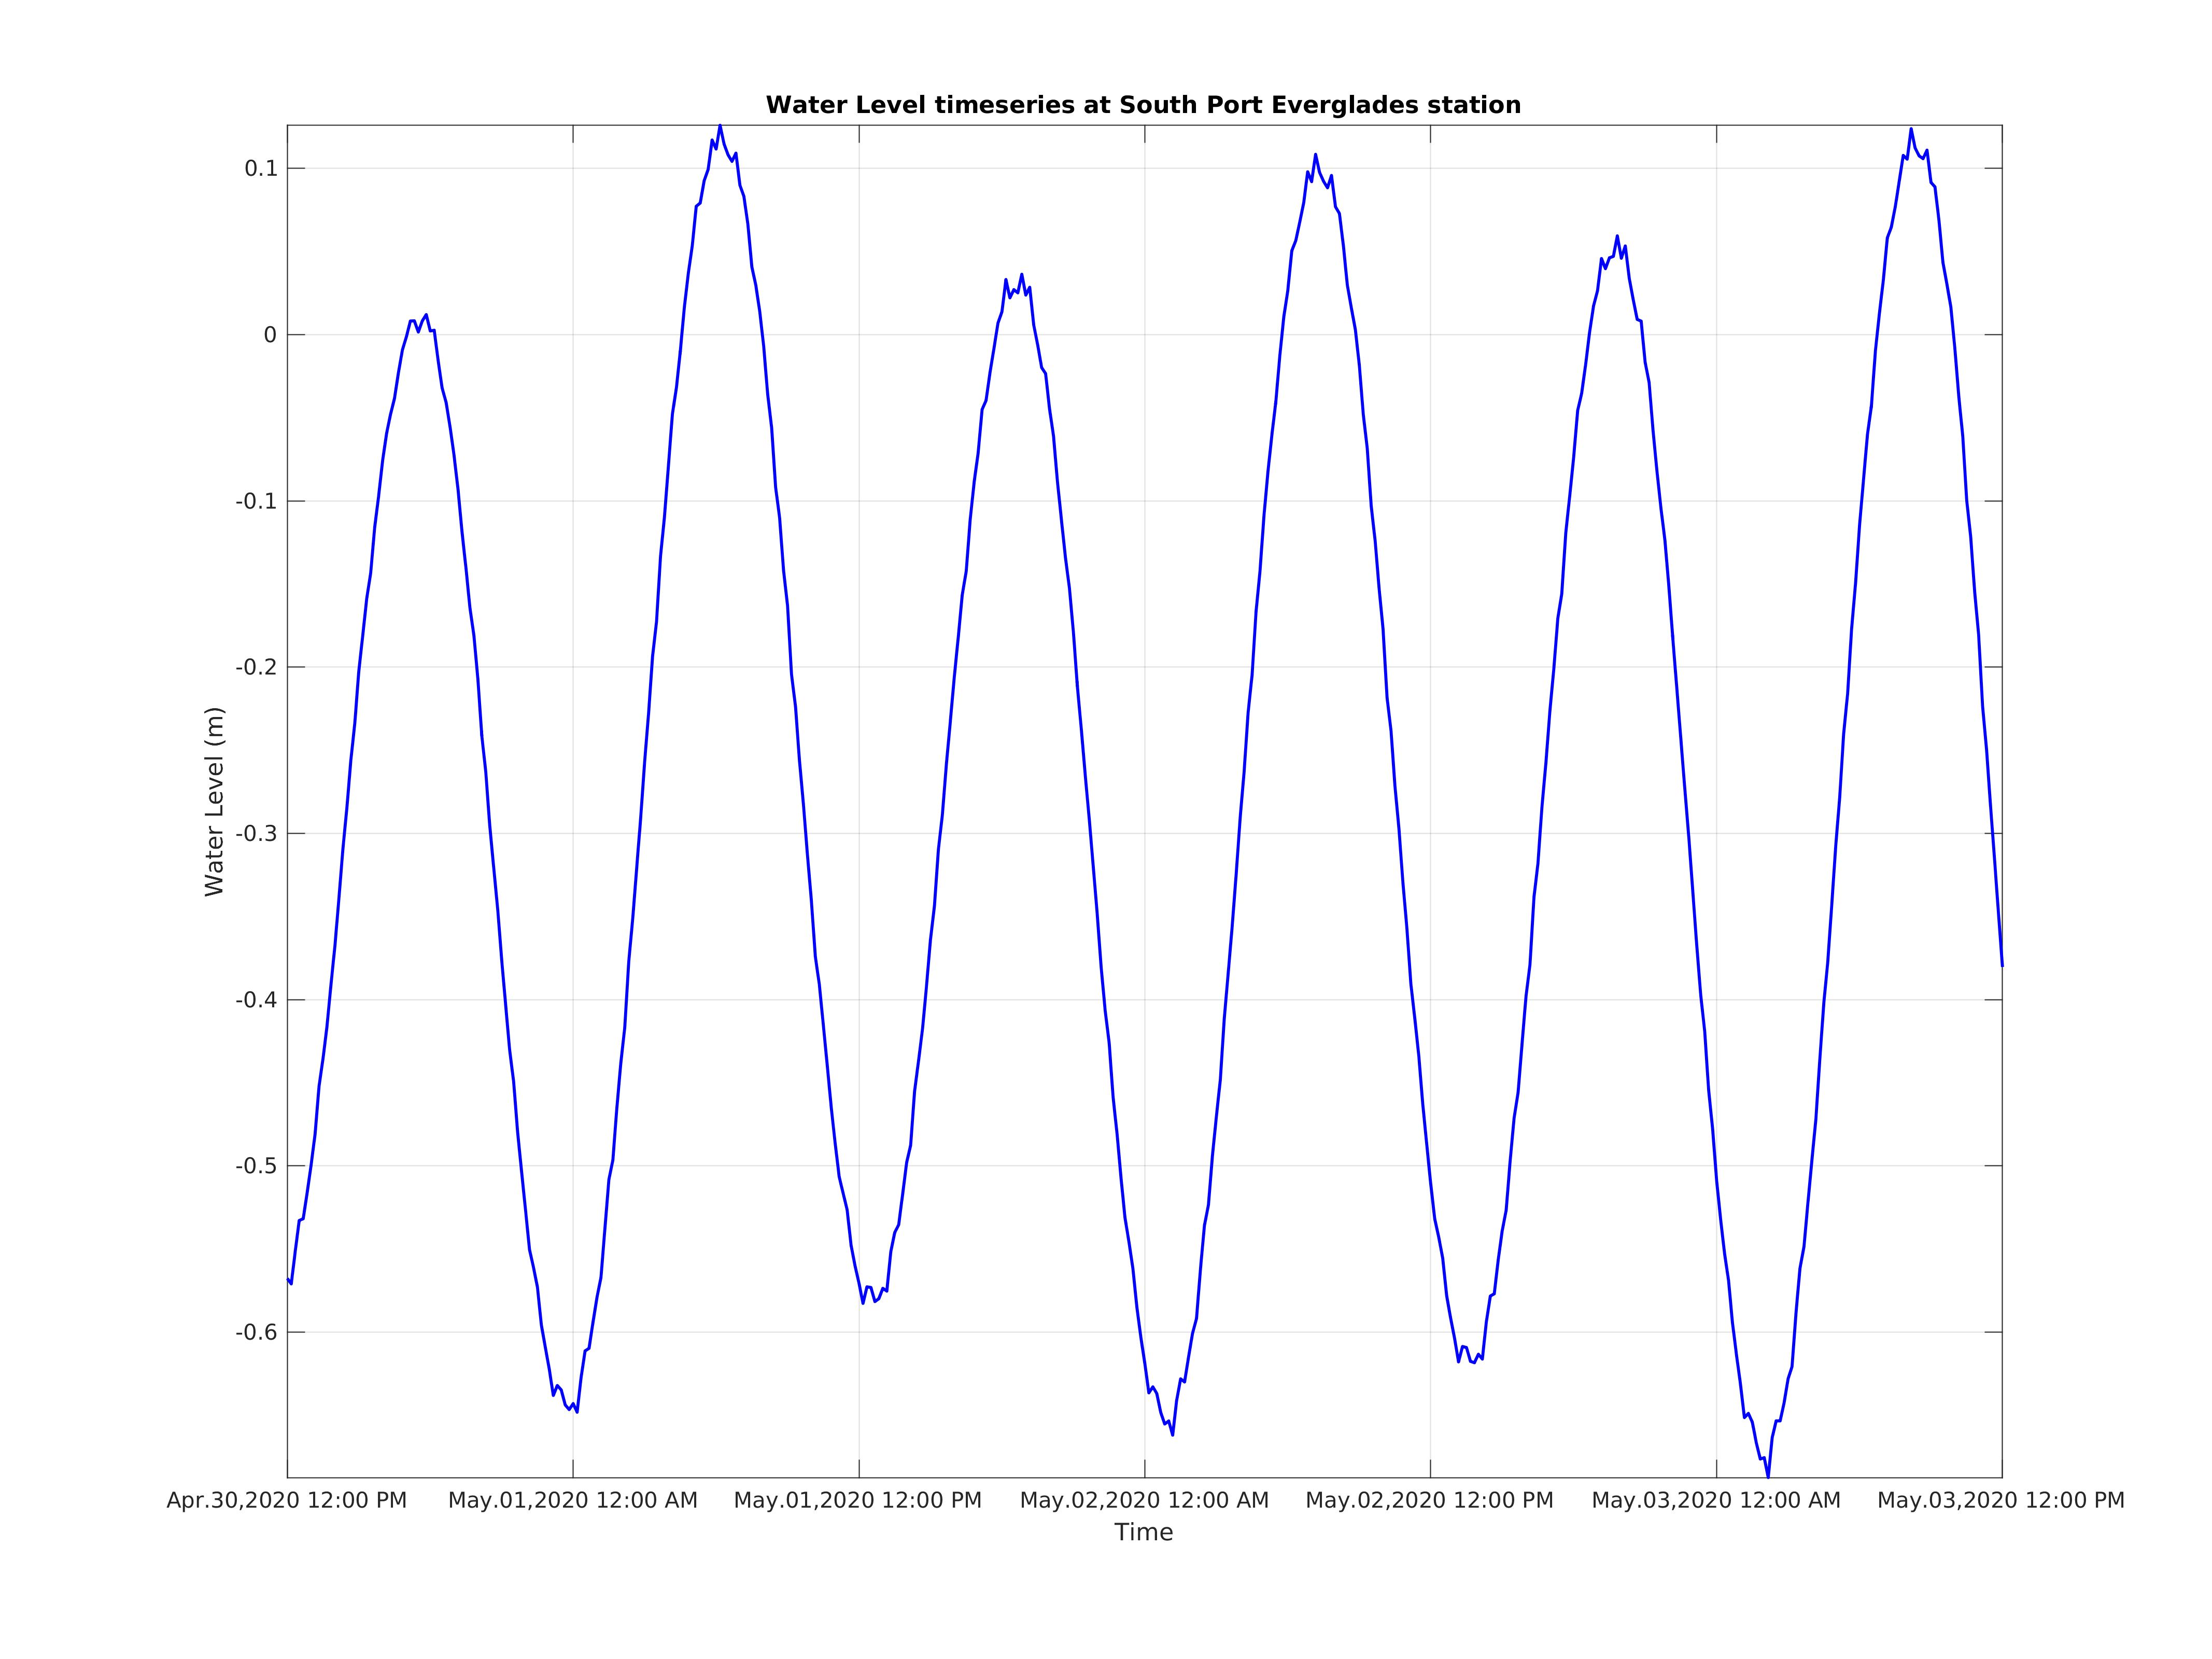 Water Level timeseries at South Port Everglades station
0.1
0
-0.1
-0.2
-0.3
-0.4
-0.5
-0.6
Water Level (m)
Apr.30,2020 12:00 PM
May.01,2020 12:00 AM
May.01,2020 12:00 PM
May.02,2020 12:00 AM
May.02,2020 12:00 PM
May.03,2020 12:00 AM
May.03,2020 12:00 PM
Time